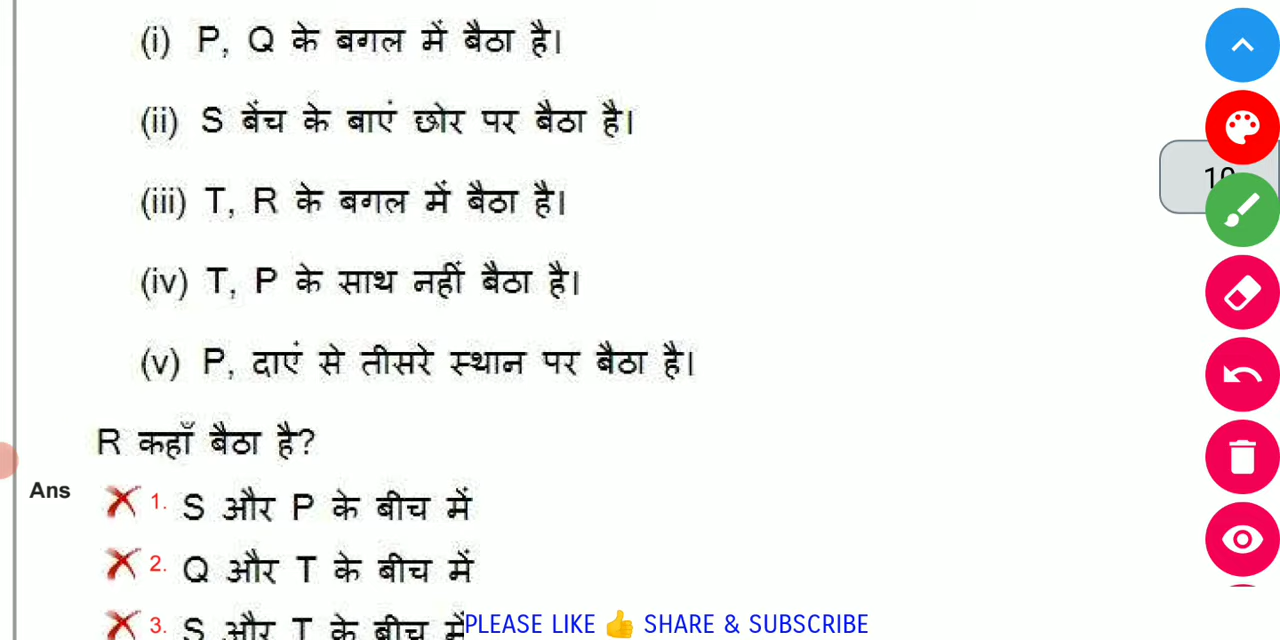 (i) P, Q के बगल में बैठा है।
(ii) S बेंच के बाएं छोर पर बैठा है।
(iii) T, R के बगल में बैठा है।
(iv) T, P के साथ नहीं बैठा है।
(v) P, दाएं से तीसरे स्थान पर बैठा है।
R कहाँ बैठा है?
Ans
1. S और P के बीच में
2. Q और T के बीच में
3. S और T के बीच में
PLEASE LIKE 👍 SHARE & SUBSCRIBE